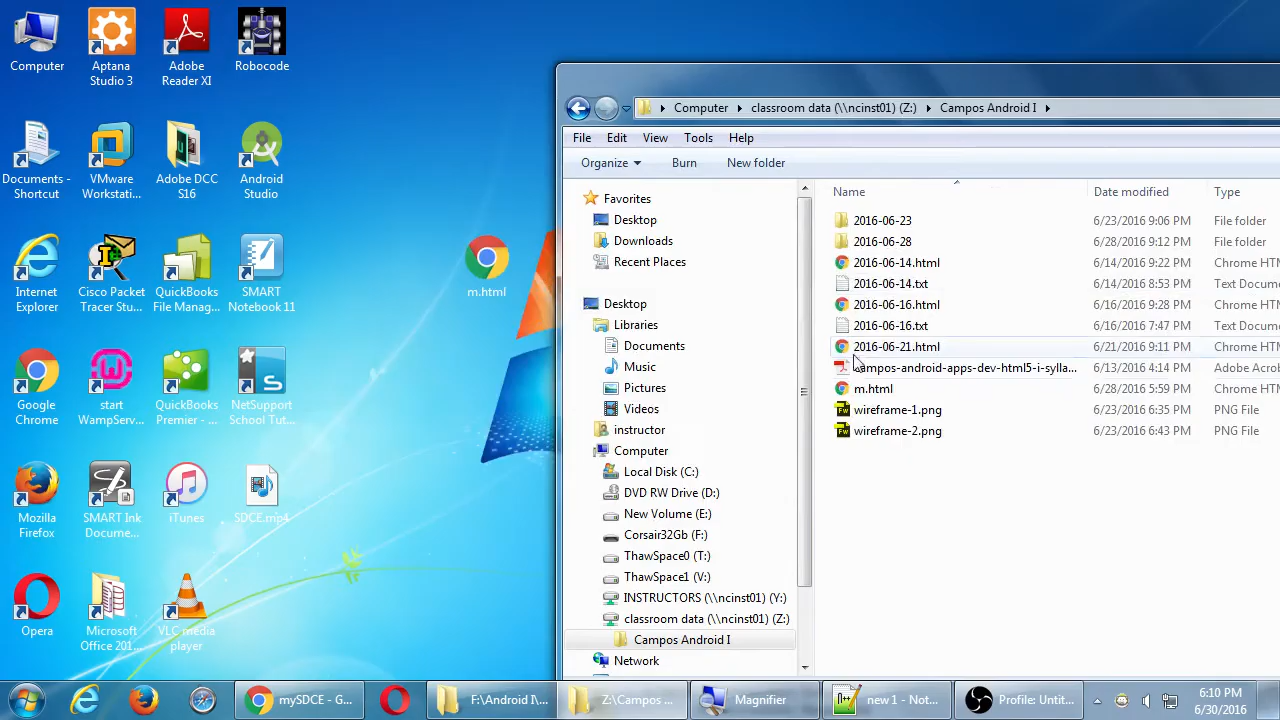 Computer
Aptana
Studio 3
Adobe
Reader XI
Robocode
Documents -
Shortcut
VMware
Workstati...
Adobe DCC
S16
Android
Studio
Internet
Explorer
Cisco Packet
Tracer Stu...
QuickBooks
File Manag...
SMART
Notebook 11
m.html
Google
Chrome
start
WampServ...
QuickBooks
Premier - ...
NetSupport
School Tut...
Mozilla
Firefox
SMART Ink
Docume...
iTunes
SDCE.mp4
Opera
Microsoft
Office 201...
VLC media
player
Computer classroom data (\\ncinst01) (Z:) Campos Android I
File Edit View Tools Help
Organize Burn New folder
Favorites
Desktop
Downloads
Recent Places
Desktop
Libraries
Documents
Music
Pictures
Videos
instructor
Computer
Local Disk (C:)
DVD RW Drive (D:)
New Volume (E:)
Corsair32Gb (F:)
ThawSpace0 (T:)
ThawSpace1 (V:)
INSTRUCTORS (\\ncinst01) (Y:)
classroom data (\\ncinst01) (Z:)
Campos Android I
Network
Name Date modified Type
2016-06-23 6/23/2016 9:06 PM File folder
2016-06-28 6/28/2016 9:12 PM File folder
2016-06-14.html 6/14/2016 9:22 PM Chrome HTM
2016-06-14.txt 6/14/2016 8:53 PM Text Docume
2016-06-16.html 6/16/2016 9:28 PM Chrome HTM
2016-06-16.txt 6/16/2016 7:47 PM Text Docume
2016-06-21.html 6/21/2016 9:11 PM Chrome HTM
campos-android-apps-dev-html5-i-sylla... 6/13/2016 4:14 PM Adobe Acrob
m.html 6/28/2016 5:59 PM Chrome HTM
wireframe-1.png 6/23/2016 6:35 PM PNG File
wireframe-2.png 6/23/2016 6:43 PM PNG File
mySDCE - G...
F:\Android I\...
Z:\Campos ...
Magnifier
new 1 - Not...
Profile: Untit...
6:10 PM
6/30/2016